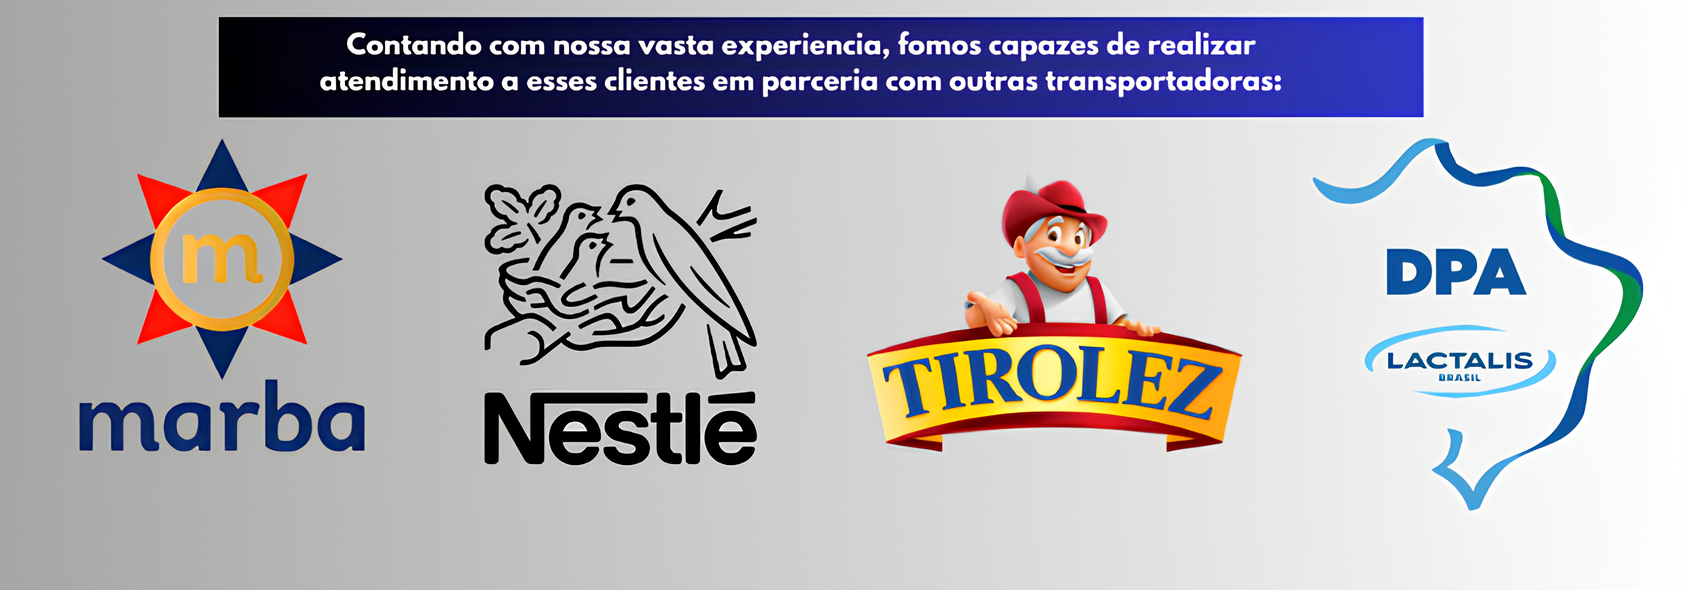 Contando com nossa vasta experiencia, fomos capazes de realizar
atendimento a esses clientes em parceria com outras transportadoras:
m
marba
Nestlé
TIROLEZ
DPA
LACTALIS
BRASIL